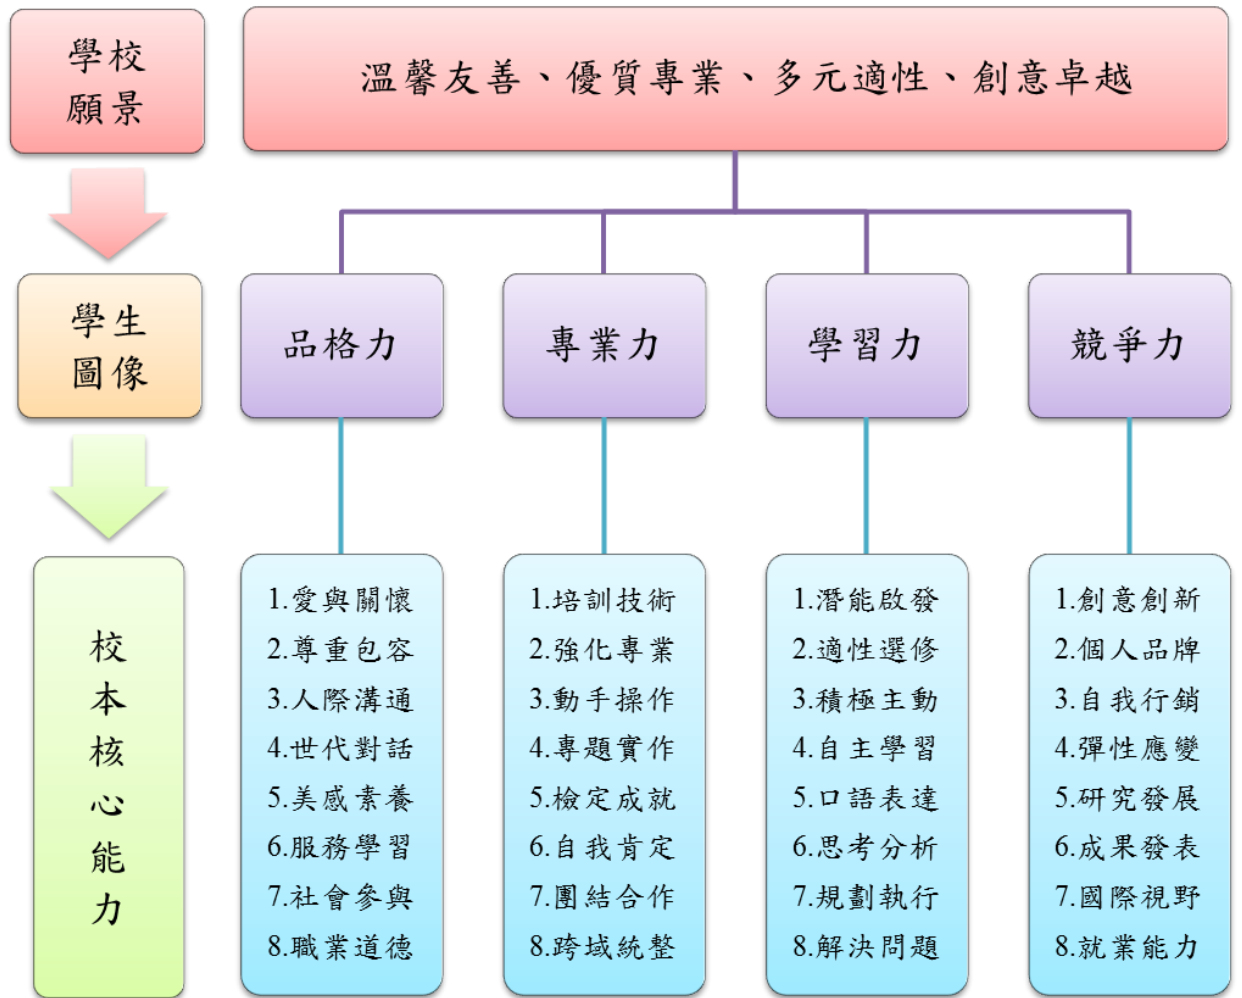 學校
願景
溫馨友善、優質專業、多元適性、創意卓越
學生
圖像
品格力
專業力
學習力
競爭力
校
本
核
心
能
力
1.愛與關懷
2.尊重包容
3.人際溝通
4.世代對話
5.美感素養
6.服務學習
7.社會參與
8.職業道德
1.培訓技術
2.強化專業
3.動手操作
4.專題實作
5.檢定成就
6.自我肯定
7.團結合作
8.跨域統整
1.潛能啟發
2.適性選修
3.積極主動
4.自主學習
5.口語表達
6.思考分析
7.規劃執行
8.解決問題
1.創意創新
2.個人品牌
3.自我行銷
4.彈性應變
5.研究發展
6.成果發表
7.國際視野
8.就業能力